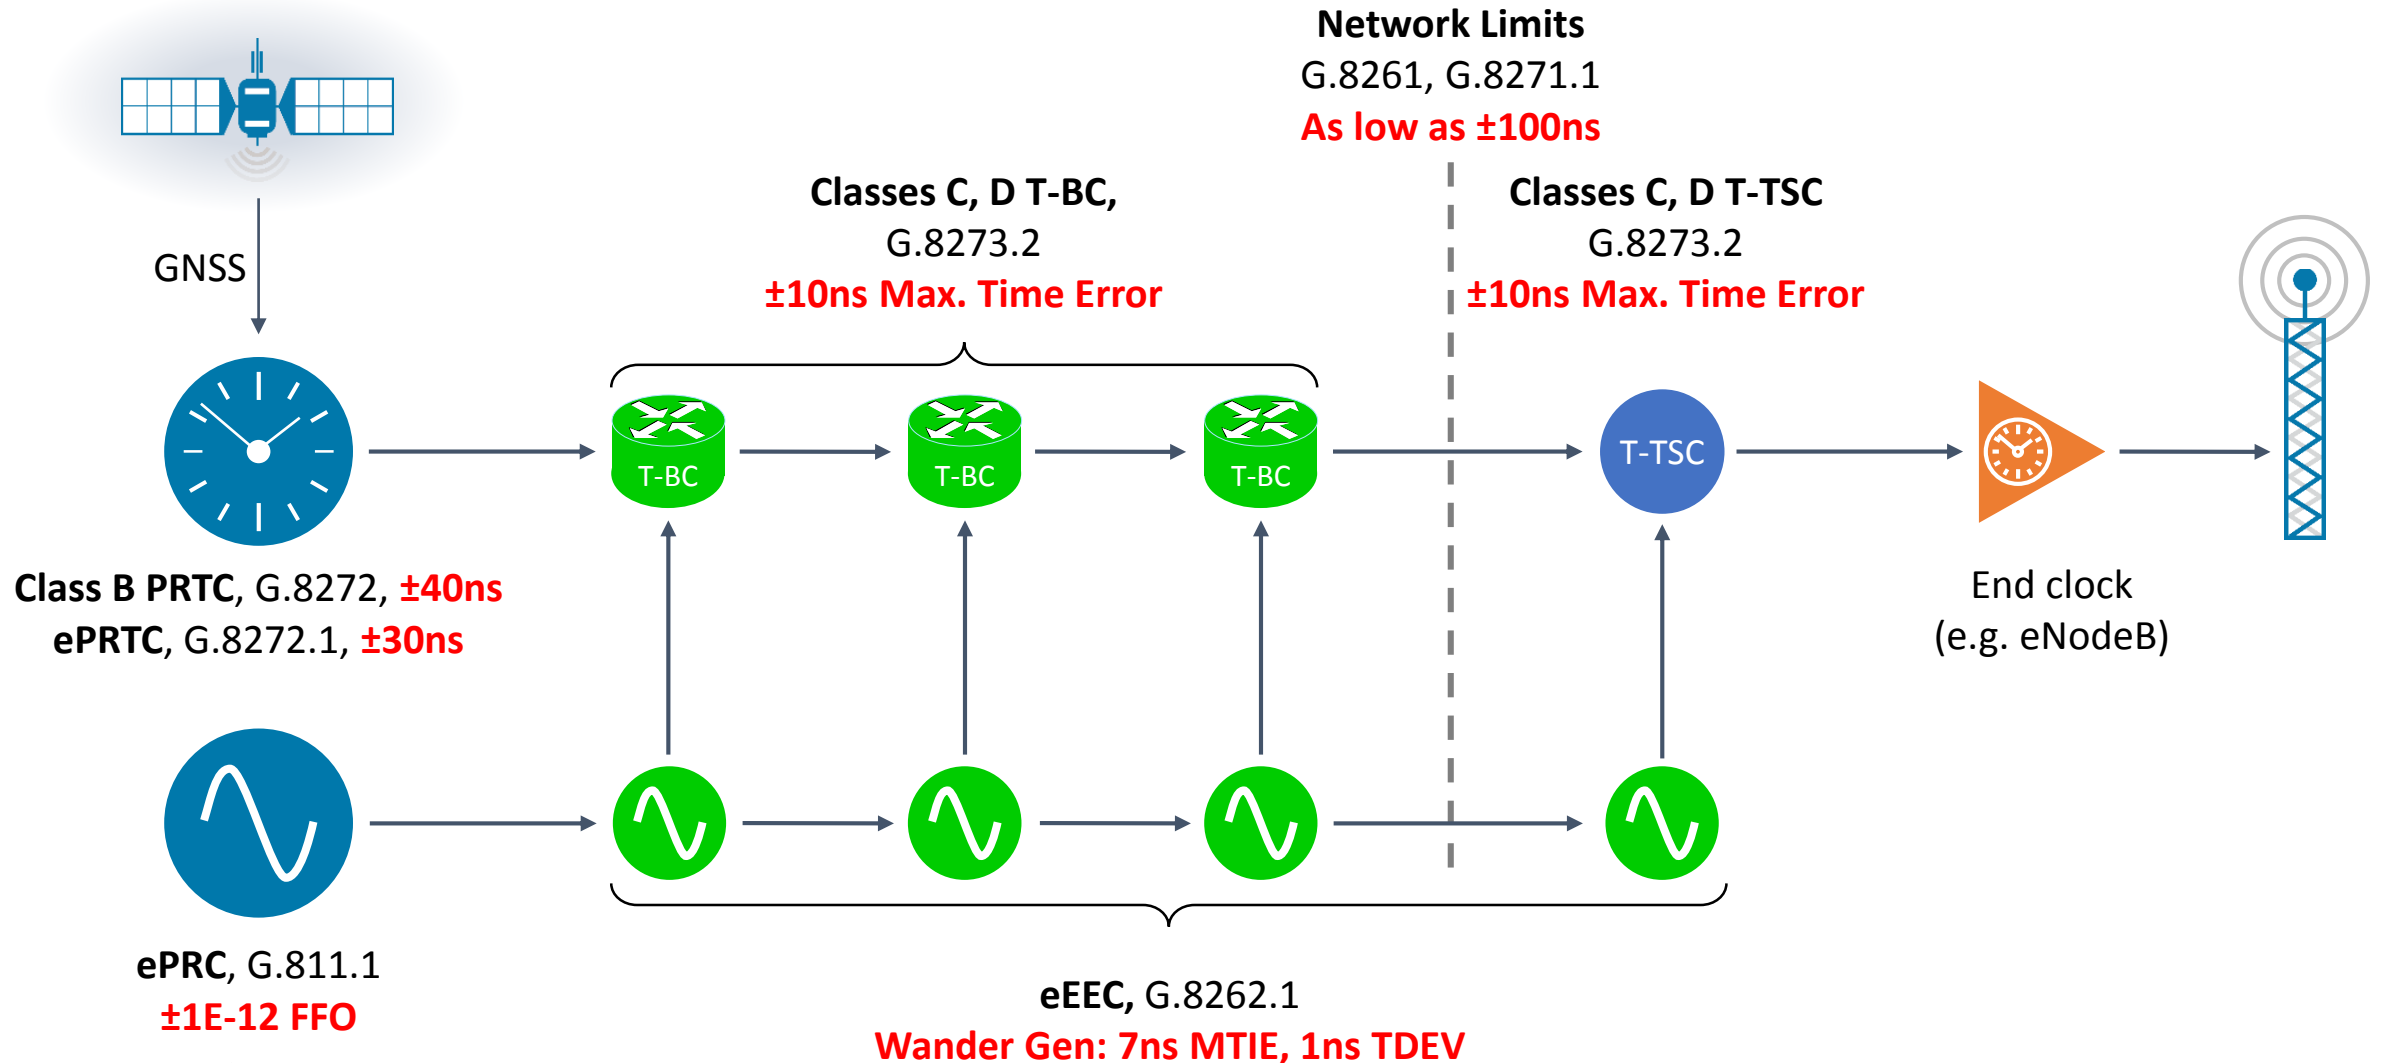 Network Limits
G.8261, G.8271.1
As low as ±100ns
Classes C, D T-BC,
G.8273.2
±10ns Max. Time Error
Classes C, D T-TSC
G.8273.2
±10ns Max. Time Error
GNSS
T-BC
T-BC
T-BC
T-TSC
Class B PRTC, G.8272, ±40ns
ePRTC, G.8272.1, ±30ns
End clock
(e.g. eNodeB)
ePRC, G.811.1
±1E-12 FFO
eEEC, G.8262.1
Wander Gen: 7ns MTIE, 1ns TDEV